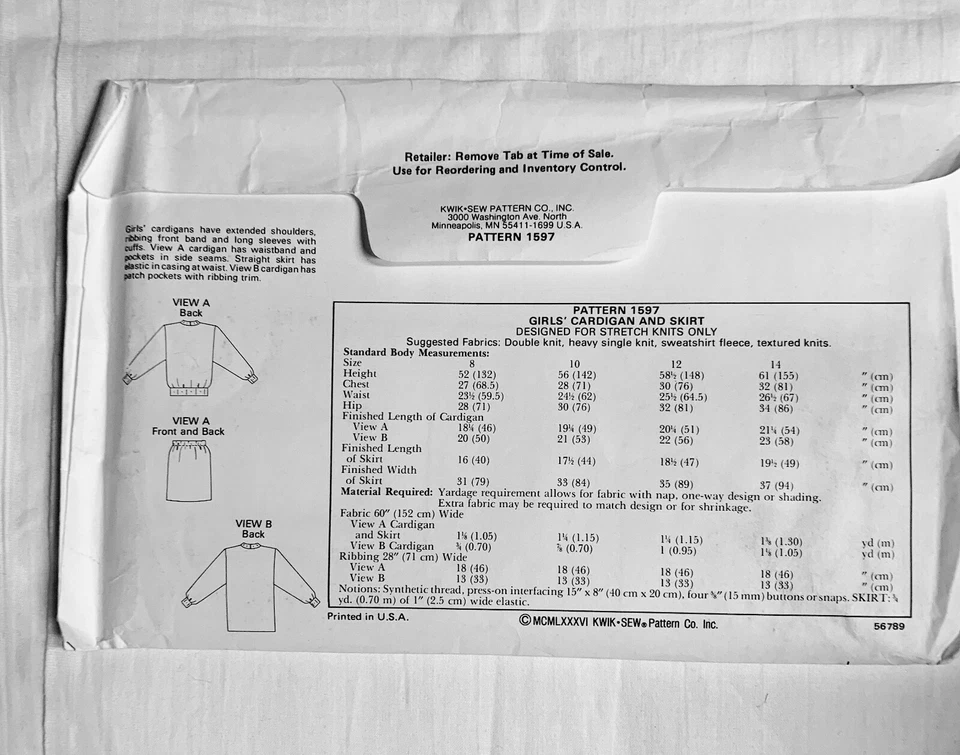 Retailer: Remove Tab at Time of Sale.
Use for Reordering and Inventory Control.
KWIK•SEW PATTERN CO., INC.
3000 Washington Ave. North
Minneapolis, MN 55411-1699 U.S.A.
PATTERN 1597
Girls' cardigans have extended shoulders,
ribbing front band and long sleeves with
cuffs. View A cardigan has waistband and
pockets in side seams. Straight skirt has
elastic in casing at waist. View B cardigan has
patch pockets with ribbing trim.
VIEW A
Back
VIEW A
Front and Back
VIEW B
Back
PATTERN 1597
GIRLS' CARDIGAN AND SKIRT
DESIGNED FOR STRETCH KNITS ONLY
Suggested Fabrics: Double knit, heavy single knit, sweatshirt fleece, textured knits.
Standard Body Measurements:
Size 8 10 12 14
Height 52 (132) 56 (142) 58½ (148) 61 (155) " (cm)
Chest 27 (68.5) 28 (71) 30 (76) 32 (81) " (cm)
Waist 23½ (59.5) 24½ (62) 25½ (64.5) 26½ (67) " (cm)
Hip 28 (71) 30 (76) 32 (81) 34 (86) " (cm)
Finished Length of Cardigan
View A 18¼ (46) 19¼ (49) 20¼ (51) 21¼ (54) " (cm)
View B 20 (50) 21 (53) 22 (56) 23 (58) " (cm)
Finished Length
of Skirt 16 (40) 17½ (44) 18½ (47) 19½ (49) " (cm)
Finished Width
of Skirt 31 (79) 33 (84) 35 (89) 37 (94) " (cm)
Material Required: Yardage requirement allows for fabric with nap, one-way design or shading.
Extra fabric may be required to match design or for shrinkage.
Fabric 60" (152 cm) Wide
View A Cardigan
and Skirt 1⅛ (1.05) 1¼ (1.15) 1¼ (1.15) 1⅜ (1.30) yd (m)
View B Cardigan ¾ (0.70) ⅞ (0.70) 1 (0.95) 1⅛ (1.05) yd (m)
Ribbing 28" (71 cm) Wide
View A 18 (46) 18 (46) 18 (46) 18 (46) " (cm)
View B 13 (33) 13 (33) 13 (33) 13 (33) " (cm)
Notions: Synthetic thread, press-on interfacing 15" x 8" (40 cm x 20 cm), four ⅝" (15 mm) buttons or snaps. SKIRT: ¾
yd. (0.70 m) of 1" (2.5 cm) wide elastic.
Printed in U.S.A.
© MCMLXXXVI KWIK•SEW® Pattern Co. Inc.
56789